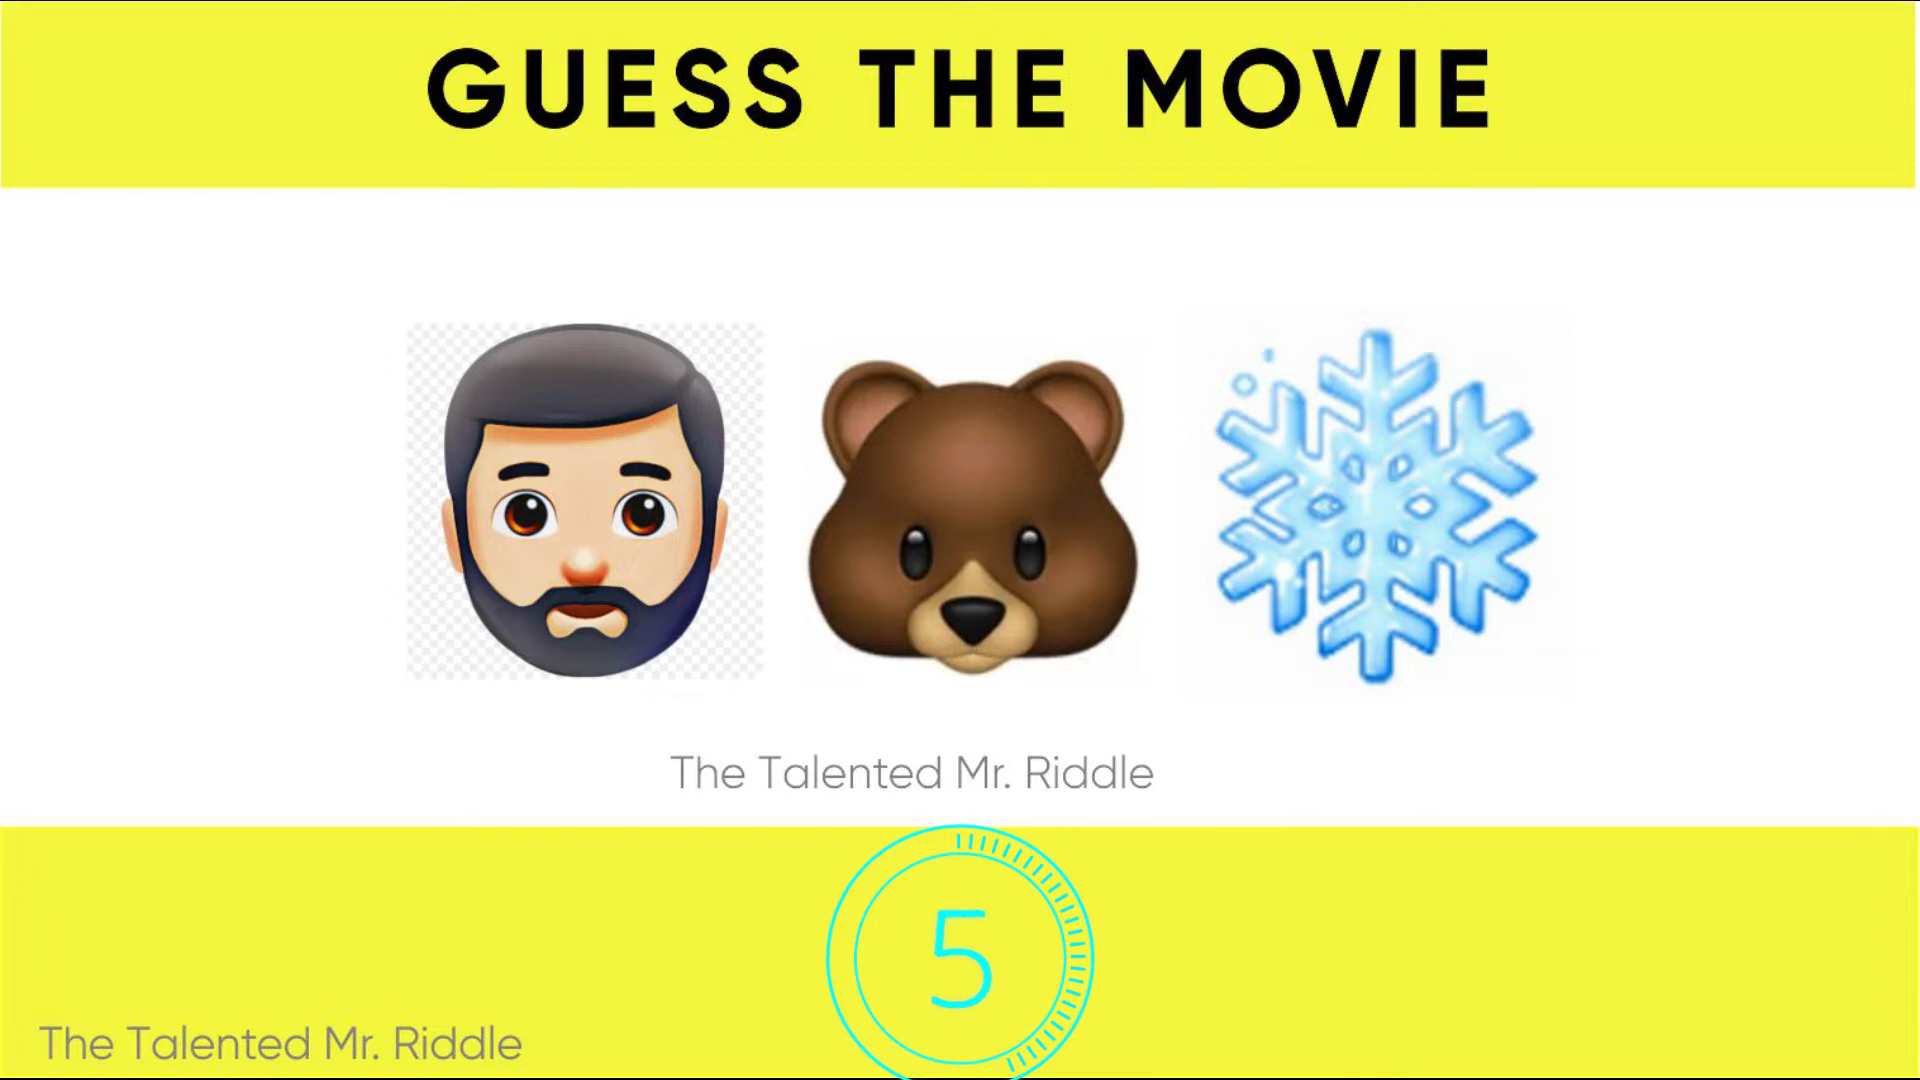 GUESS THE MOVIE
The Talented Mr. Riddle
5
The Talented Mr. Riddle